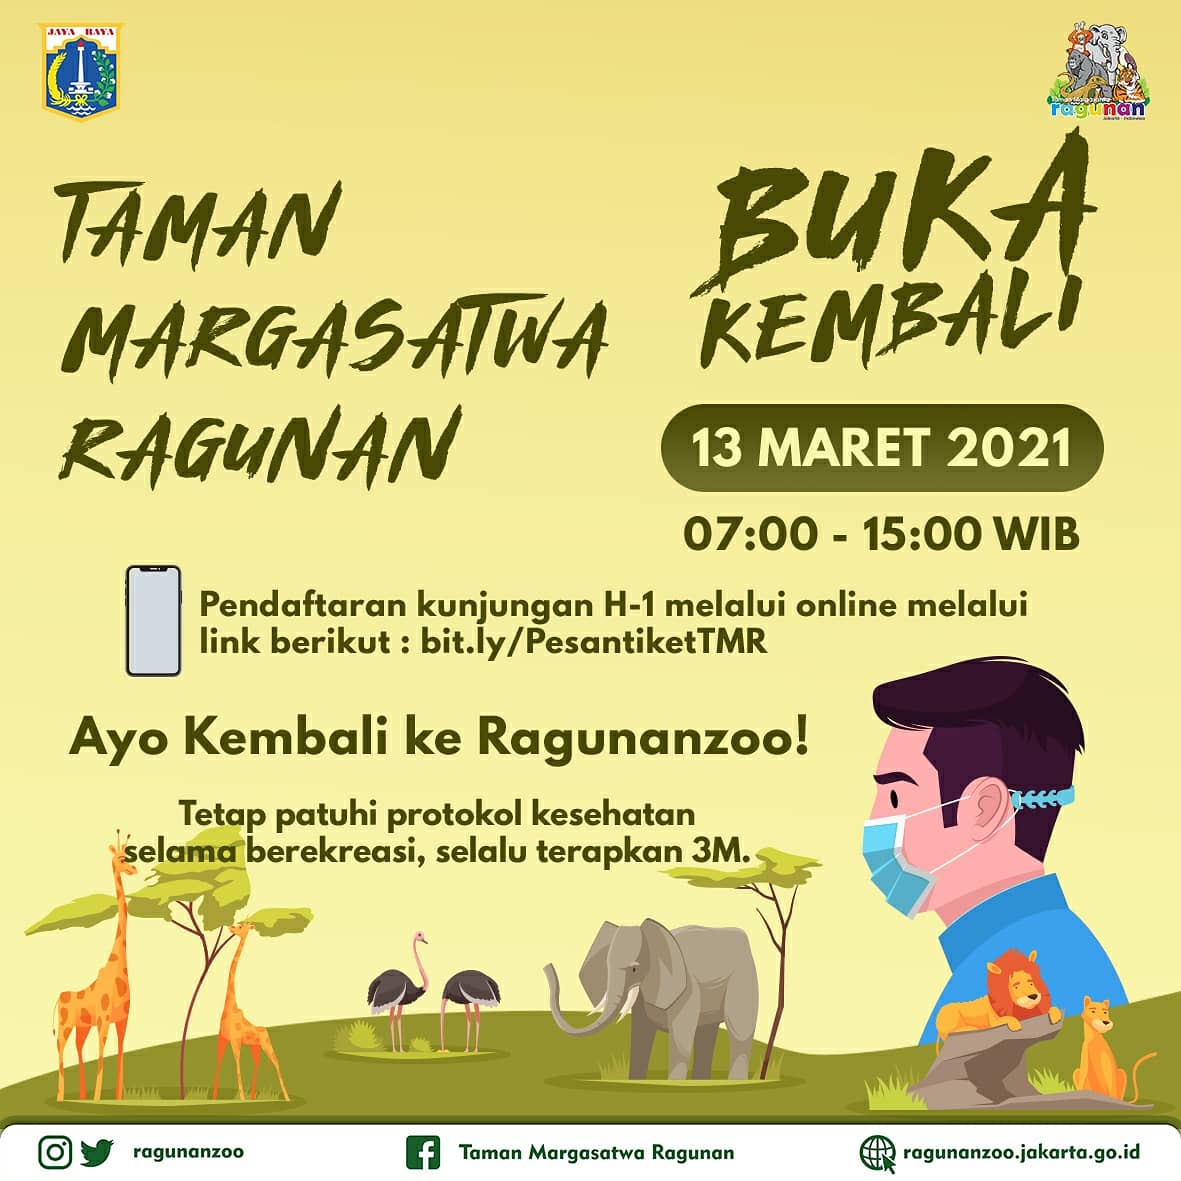 JAYA RAYA
ragunan
TAMAN
MARGASATWA
RAGUNAN
BUKA
KEMBALI
13 MARET 2021
07:00 - 15:00 WIB
Pendaftaran kunjungan H-1 melalui online melalui
link berikut : bit.ly/PesantiketTMR
Ayo Kembali ke Ragunanzoo!
Tetap patuhi protokol kesehatan
selama berekreasi, selalu terapkan 3M.
ragunanzoo
Taman Margasatwa Ragunan
ragunanzoo.jakarta.go.id